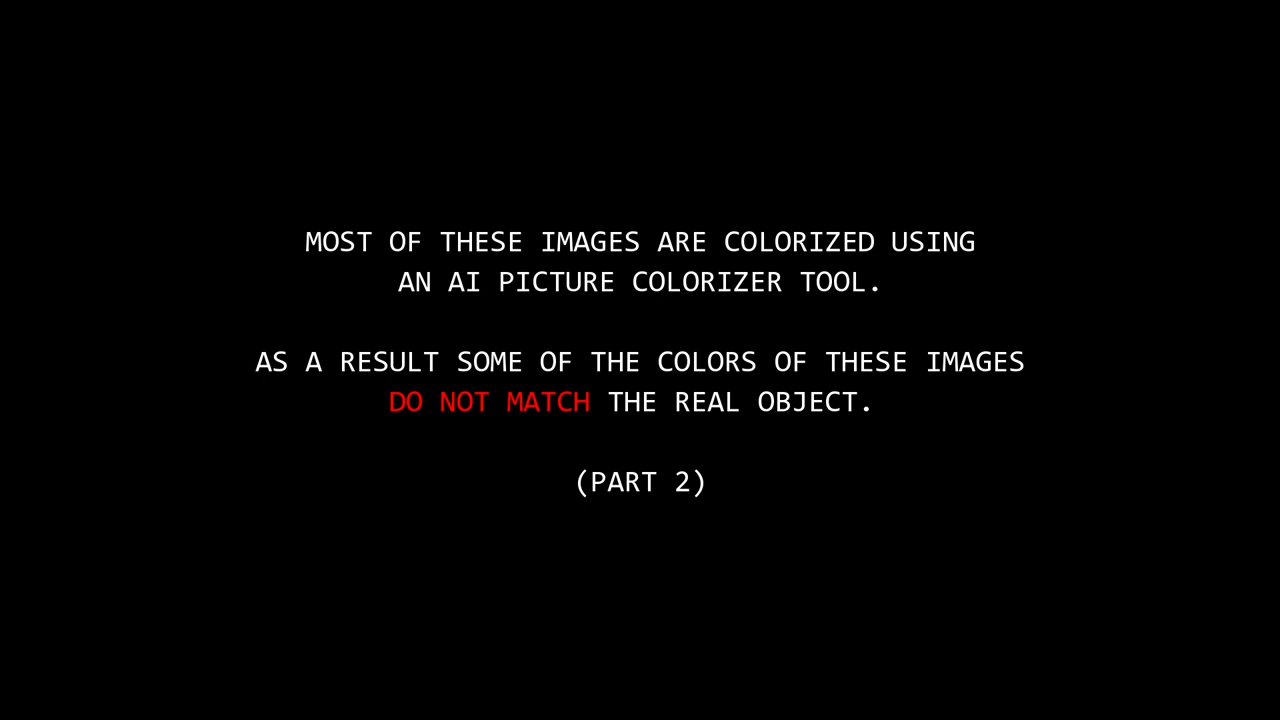 MOST OF THESE IMAGES ARE COLORIZED USING
AN AI PICTURE COLORIZER TOOL.
AS A RESULT SOME OF THE COLORS OF THESE IMAGES
DO NOT MATCH THE REAL OBJECT.
(PART 2)